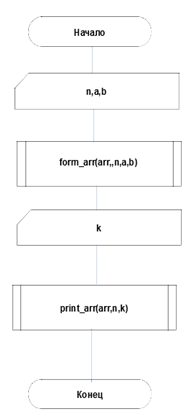 Начало
n,a,b
form_arr(arr,,n,a,b)
k
print_arr(arr,n,k)
Конец